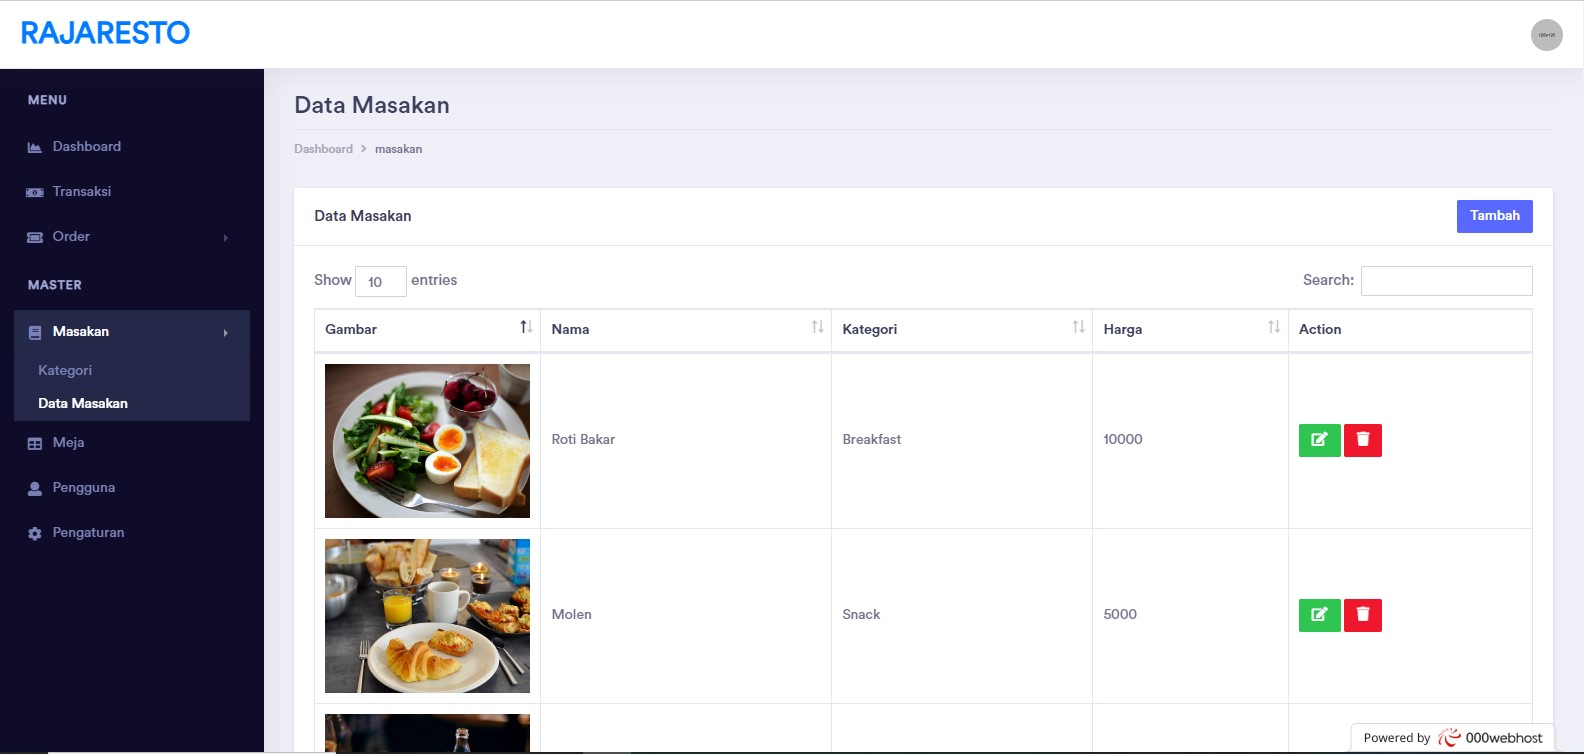 RAJARESTO
MENU
Dashboard
Transaksi
Order
MASTER
Masakan
Kategori
Data Masakan
Meja
Pengguna
Pengaturan
Data Masakan
Dashboard > masakan
Data Masakan
Tambah
Show 10 entries
Search:
Gambar Nama Kategori Harga Action
Roti Bakar Breakfast 10000
Molen Snack 5000
Powered by 000webhost